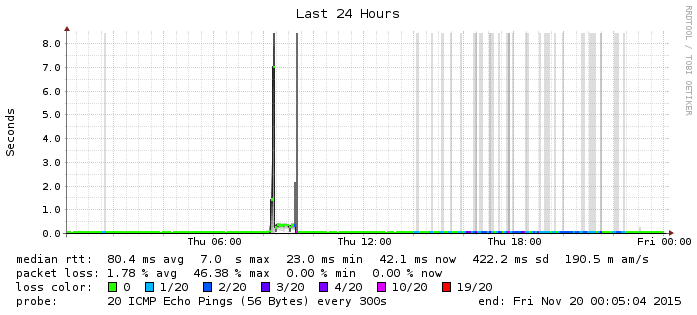 Last 24 Hours
RRDTOOL / TOBI OETIKER
Seconds
8.0
7.0
6.0
5.0
4.0
3.0
2.0
1.0
0.0
Thu 06:00 Thu 12:00 Thu 18:00 Fri 00:00
median rtt: 80.4 ms avg 7.0 s max 23.0 ms min 42.1 ms now 422.2 ms sd 190.5 m am/s
packet loss: 1.78 % avg 46.38 % max 0.00 % min 0.00 % now
loss color: 0 1/20 2/20 3/20 4/20 10/20 19/20
probe: 20 ICMP Echo Pings (56 Bytes) every 300s end: Fri Nov 20 00:05:04 2015